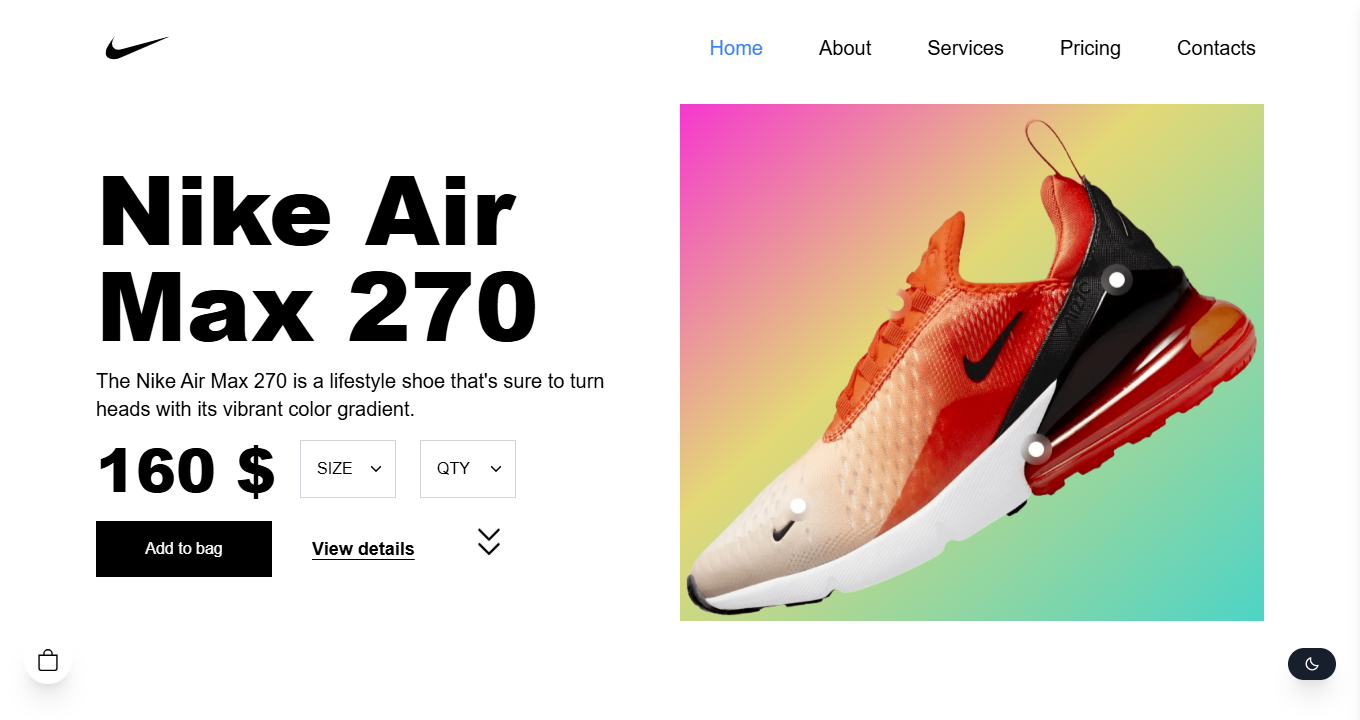 Home
About
Services
Pricing
Contacts
Nike Air
Max 270
The Nike Air Max 270 is a lifestyle shoe that's sure to turn
heads with its vibrant color gradient.
160 $
SIZE
QTY
Add to bag
View details